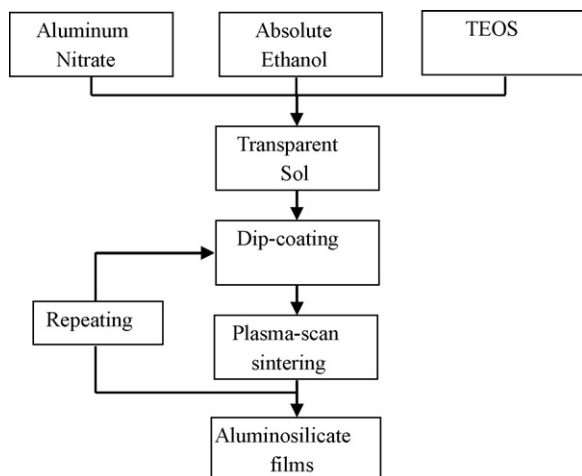 Aluminum
Nitrate
Absolute
Ethanol
TEOS
Transparent
Sol
Dip-coating
Repeating
Plasma-scan
sintering
Aluminosilicate
films